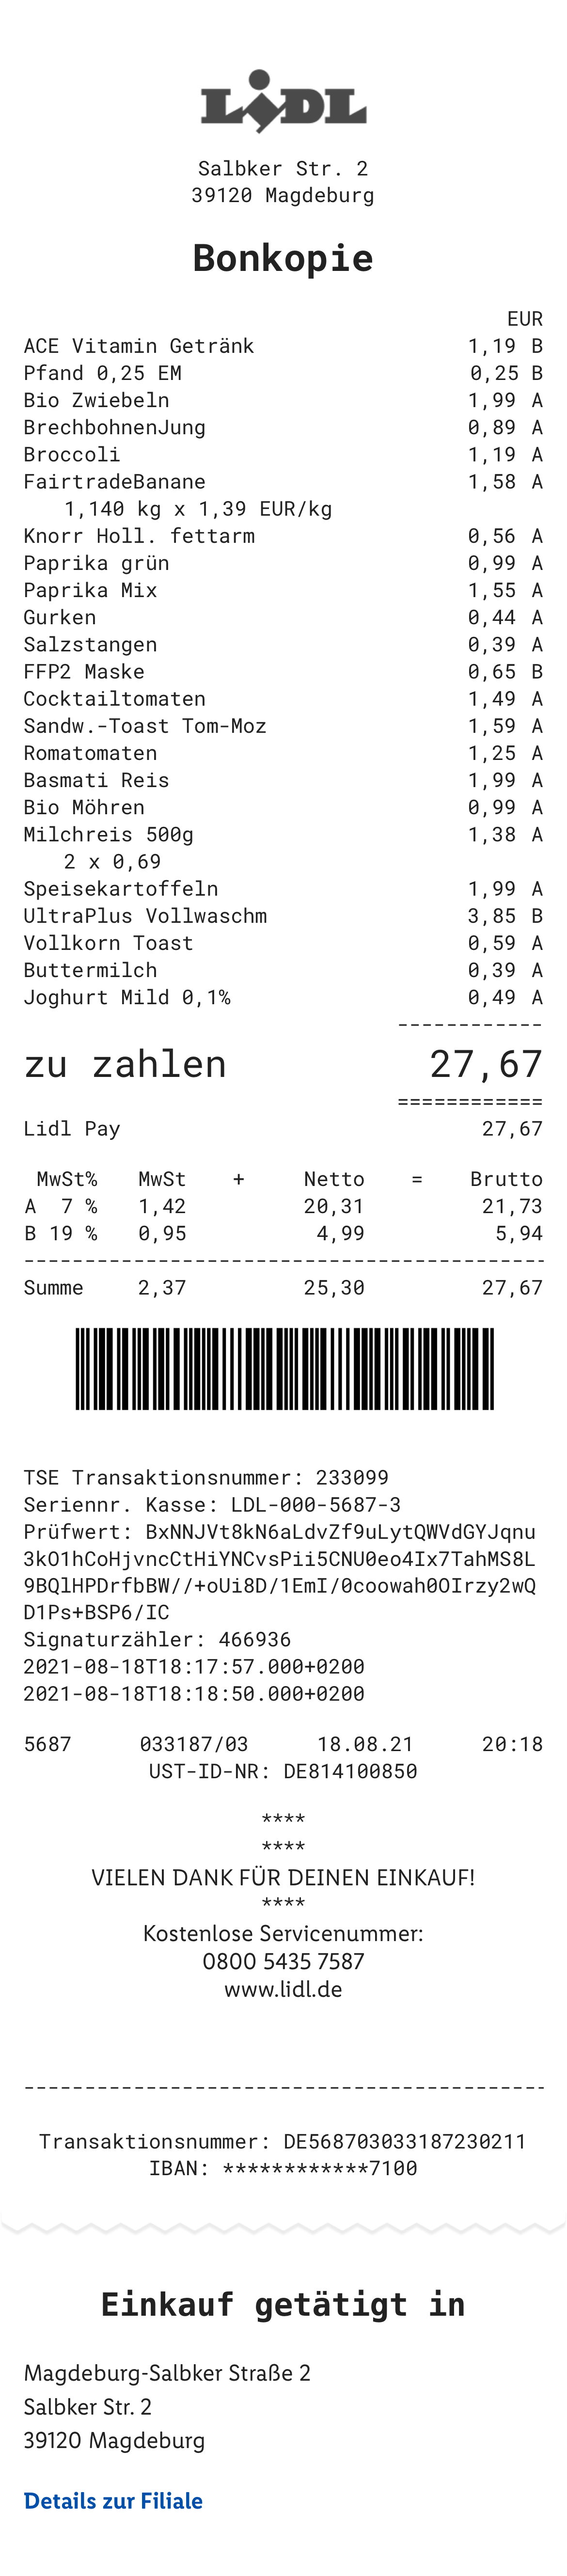 LIDL
Salbker Str. 2
39120 Magdeburg
Bonkopie
EUR
ACE Vitamin Getränk 1,19 B
Pfand 0,25 EM 0,25 B
Bio Zwiebeln 1,99 A
BrechbohnenJung 0,89 A
Broccoli 1,19 A
FairtradeBanane 1,58 A
1,140 kg x 1,39 EUR/kg
Knorr Holl. fettarm 0,56 A
Paprika grün 0,99 A
Paprika Mix 1,55 A
Gurken 0,44 A
Salzstangen 0,39 A
FFP2 Maske 0,65 B
Cocktailtomaten 1,49 A
Sandw.-Toast Tom-Moz 1,59 A
Romatomaten 1,25 A
Basmati Reis 1,99 A
Bio Möhren 0,99 A
Milchreis 500g 1,38 A
2 x 0,69
Speisekartoffeln 1,99 A
UltraPlus Vollwaschm 3,85 B
Vollkorn Toast 0,59 A
Buttermilch 0,39 A
Joghurt Mild 0,1% 0,49 A
------------
zu zahlen 27,67
============
Lidl Pay 27,67
MwSt% MwSt + Netto = Brutto
A 7 % 1,42 20,31 21,73
B 19 % 0,95 4,99 5,94
-------------------------------------------
Summe 2,37 25,30 27,67
TSE Transaktionsnummer: 233099
Seriennr. Kasse: LDL-000-5687-3
Prüfwert: BxNNJVt8kN6aLdvZf9uLytQWVdGYJqnu
3kO1hCoHjvncCtHiYNCvsPii5CNU0eo4Ix7TahMS8L
9BQlHPDrfbBW//+oUi8D/1EmI/0coowah0OIrzy2wQ
D1Ps+BSP6/IC
Signaturzähler: 466936
2021-08-18T18:17:57.000+0200
2021-08-18T18:18:50.000+0200
5687 033187/03 18.08.21 20:18
UST-ID-NR: DE814100850
****
****
VIELEN DANK FÜR DEINEN EINKAUF!
****
Kostenlose Servicenummer:
0800 5435 7587
www.lidl.de
-------------------------------------------
Transaktionsnummer: DE568703033187230211
IBAN: ************7100
Einkauf getätigt in
Magdeburg-Salbker Straße 2
Salbker Str. 2
39120 Magdeburg
Details zur Filiale